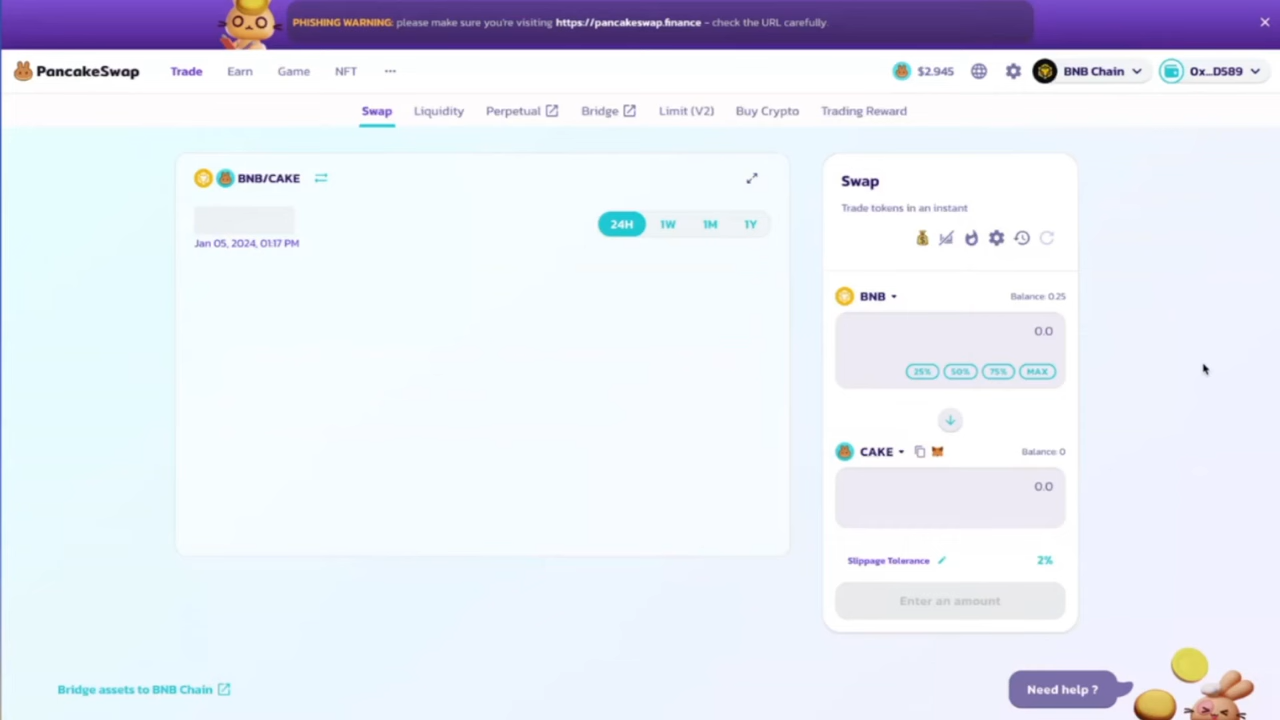 PHISHING WARNING: please make sure you're visiting https://pancakeswap.finance - check the URL carefully.
PancakeSwap Trade Earn Game NFT ... $2.945 BNB Chain 0x...D589
Swap Liquidity Perpetual Bridge Limit (V2) Buy Crypto Trading Reward
BNB/CAKE
Jan 05, 2024, 01:17 PM
24H 1W 1M 1Y
Swap
Trade tokens in an instant
BNB Balance: 0.25
0.0
25% 50% 75% MAX
CAKE Balance: 0
0.0
Slippage Tolerance 2%
Enter an amount
Bridge assets to BNB Chain
Need help ?